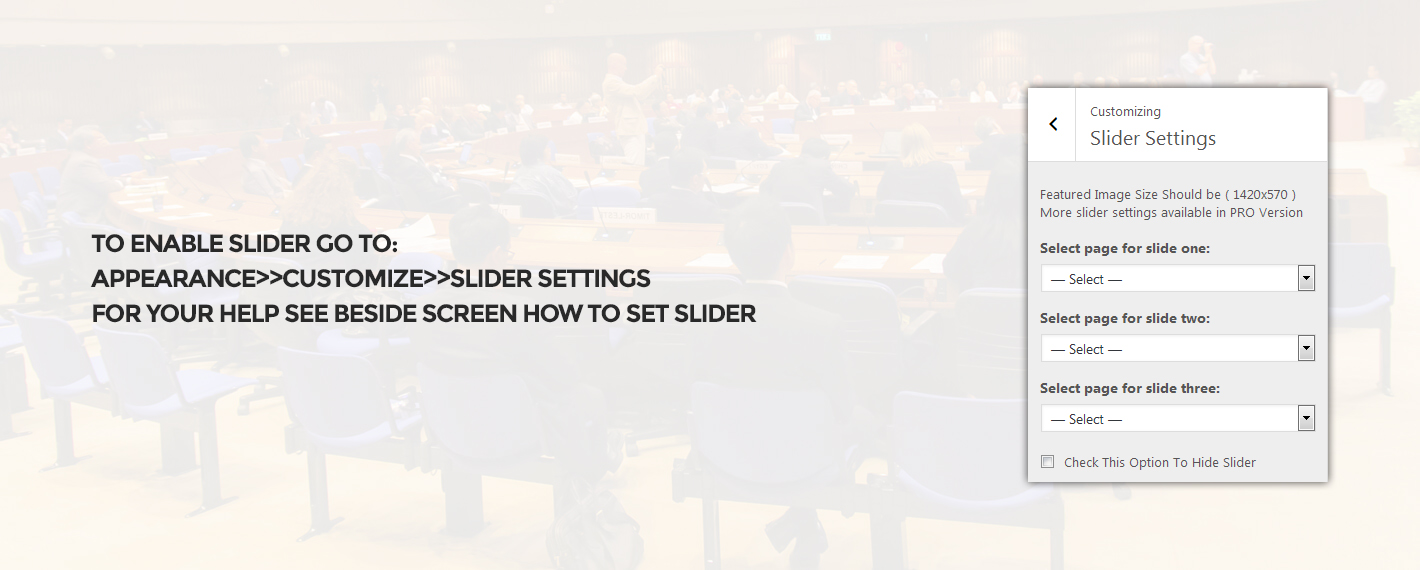 TO ENABLE SLIDER GO TO:
APPEARANCE>>CUSTOMIZE>>SLIDER SETTINGS
FOR YOUR HELP SEE BESIDE SCREEN HOW TO SET SLIDER
Customizing
Slider Settings
Featured Image Size Should be ( 1420x570 )
More slider settings available in PRO Version
Select page for slide one:
— Select —
Select page for slide two:
— Select —
Select page for slide three:
— Select —
Check This Option To Hide Slider